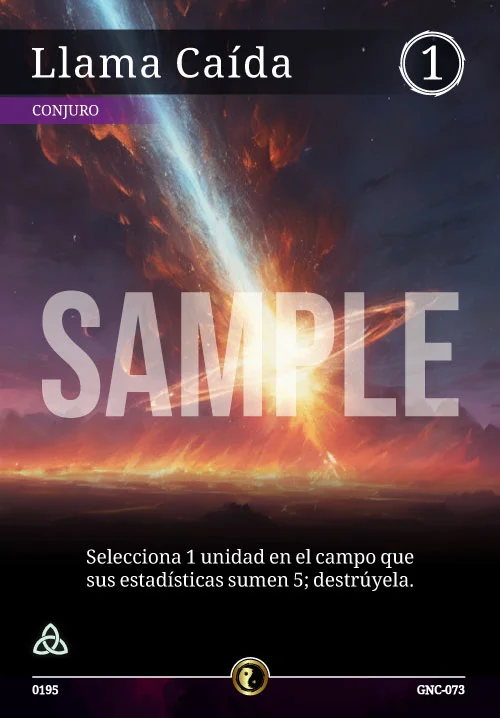 Llama Caída
1
CONJURO
SAMPLE
Selecciona 1 unidad en el campo que
sus estadísticas sumen 5; destrúyela.
0195
GNC-073